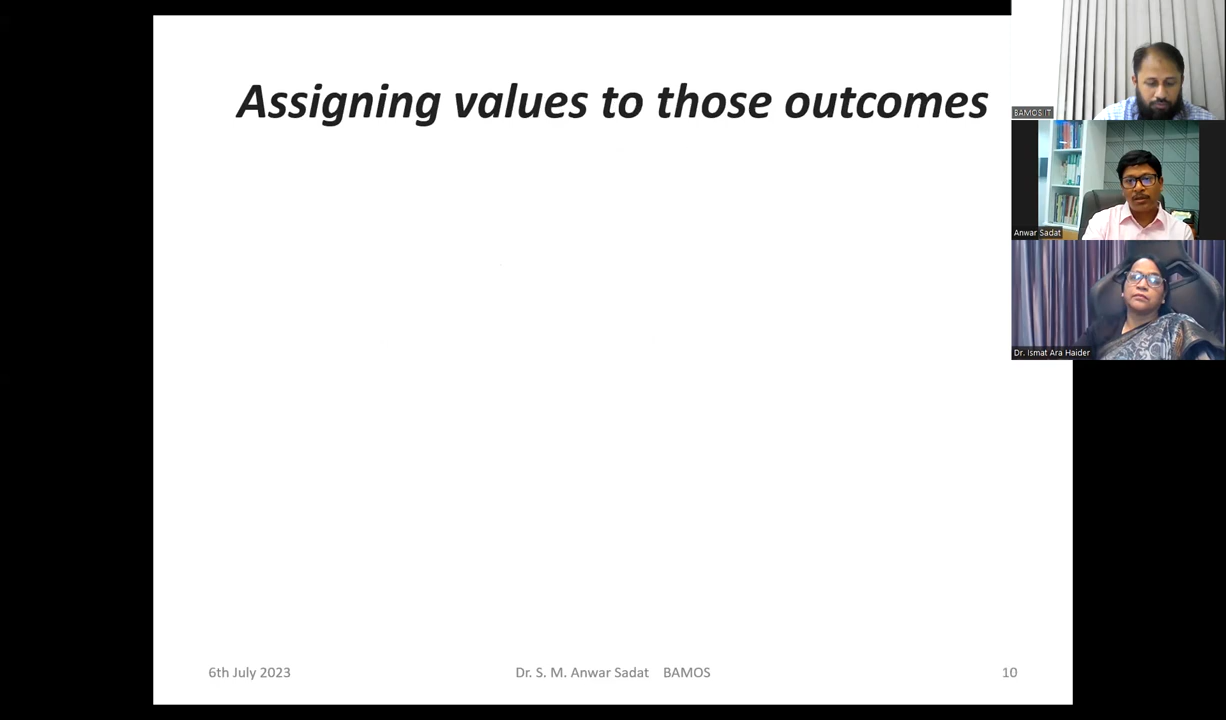 Assigning values to those outcomes
BAMOS IT
Anwar Sadat
Dr. Ismat Ara Haider
6th July 2023
Dr. S. M. Anwar Sadat BAMOS
10